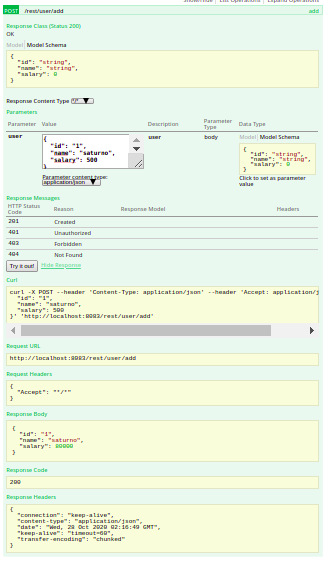 Show/Hide | List Operations | Expand Operations
POST /rest/user/add add
Response Class (Status 200)
OK
Model | Model Schema
{
"id": "string",
"name": "string",
"salary": 0
}
Response Content Type */*
Parameters
Parameter Value Description Parameter Type Data Type
user
{
"id": "1",
"name": "saturno",
"salary": 500
user body
Model | Model Schema
{
"id": "string",
"name": "string",
"salary": 0
}
Parameter content type:
application/json
Click to set as parameter
value
Response Messages
HTTP Status Code Reason Response Model Headers
201 Created
401 Unauthorized
403 Forbidden
404 Not Found
Try it out! Hide Response
Curl
curl -X POST --header 'Content-Type: application/json' --header 'Accept: application/j
"id": "1",
"name": "saturno",
"salary": 500
}' 'http://localhost:8083/rest/user/add'
Request URL
http://localhost:8083/rest/user/add
Request Headers
{
"Accept": "*/*"
}
Response Body
{
"id": "1",
"name": "saturno",
"salary": 80000
}
Response Code
200
Response Headers
{
"connection": "keep-alive",
"content-type": "application/json",
"date": "Wed, 28 Oct 2020 02:16:49 GMT",
"keep-alive": "timeout=60",
"transfer-encoding": "chunked"
}